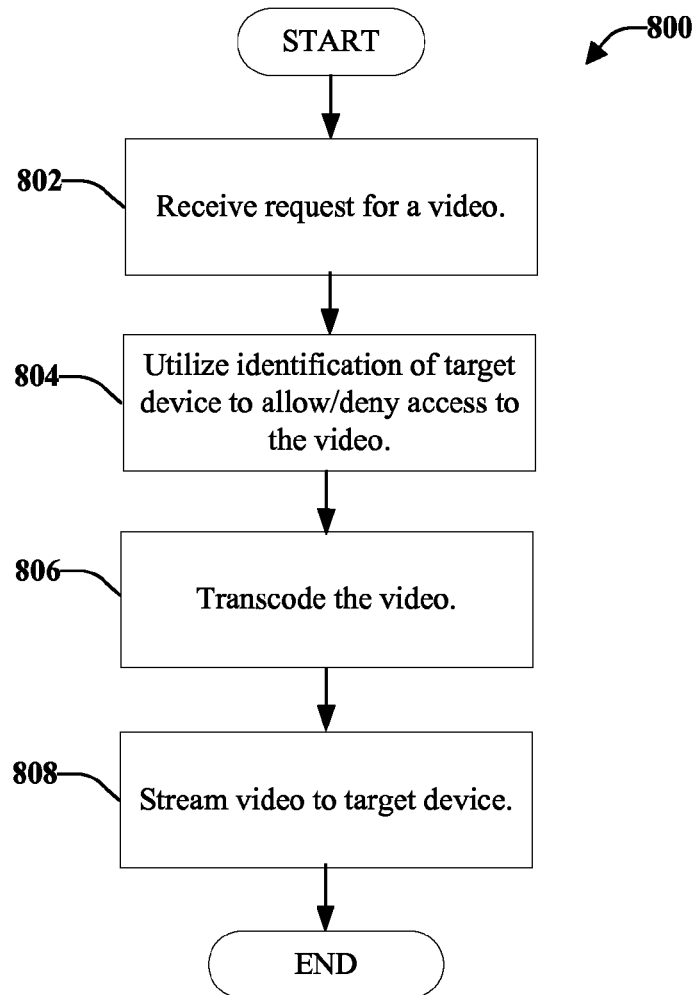 START
800
802
Receive request for a video.
804
Utilize identification of target
device to allow/deny access to
the video.
806
Transcode the video.
808
Stream video to target device.
END